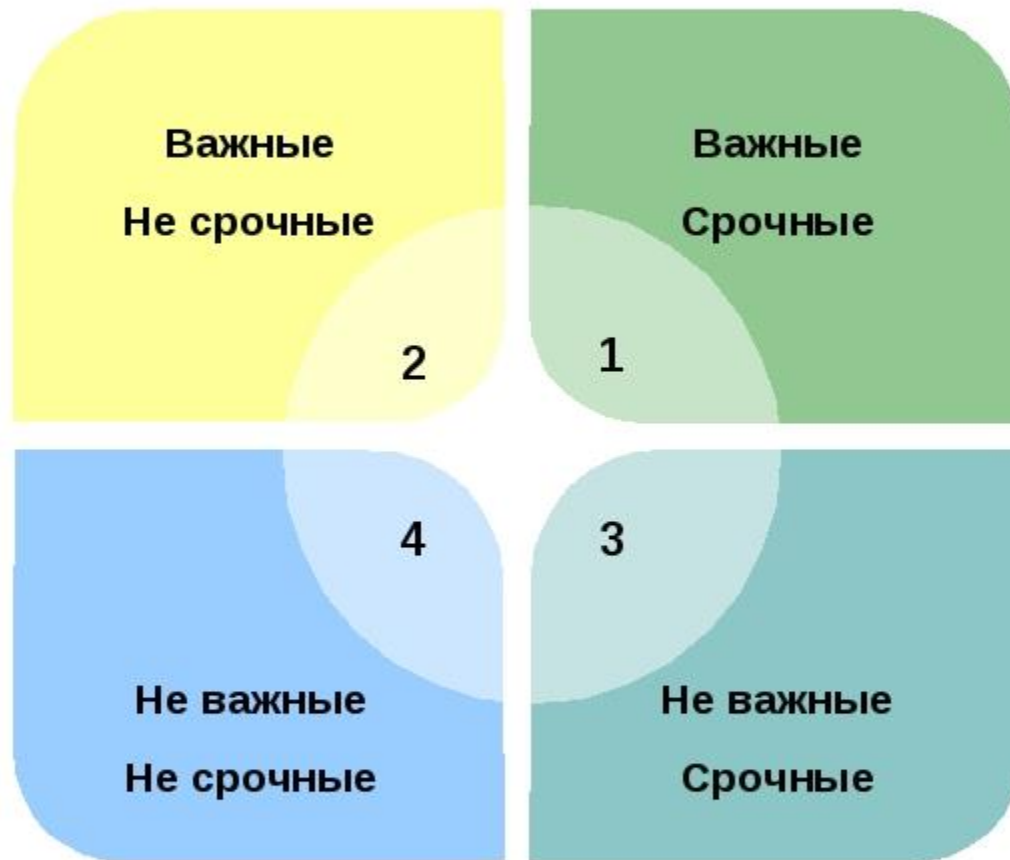 Важные
Не срочные
2
Важные
Срочные
1
4
Не важные
Не срочные
3
Не важные
Срочные